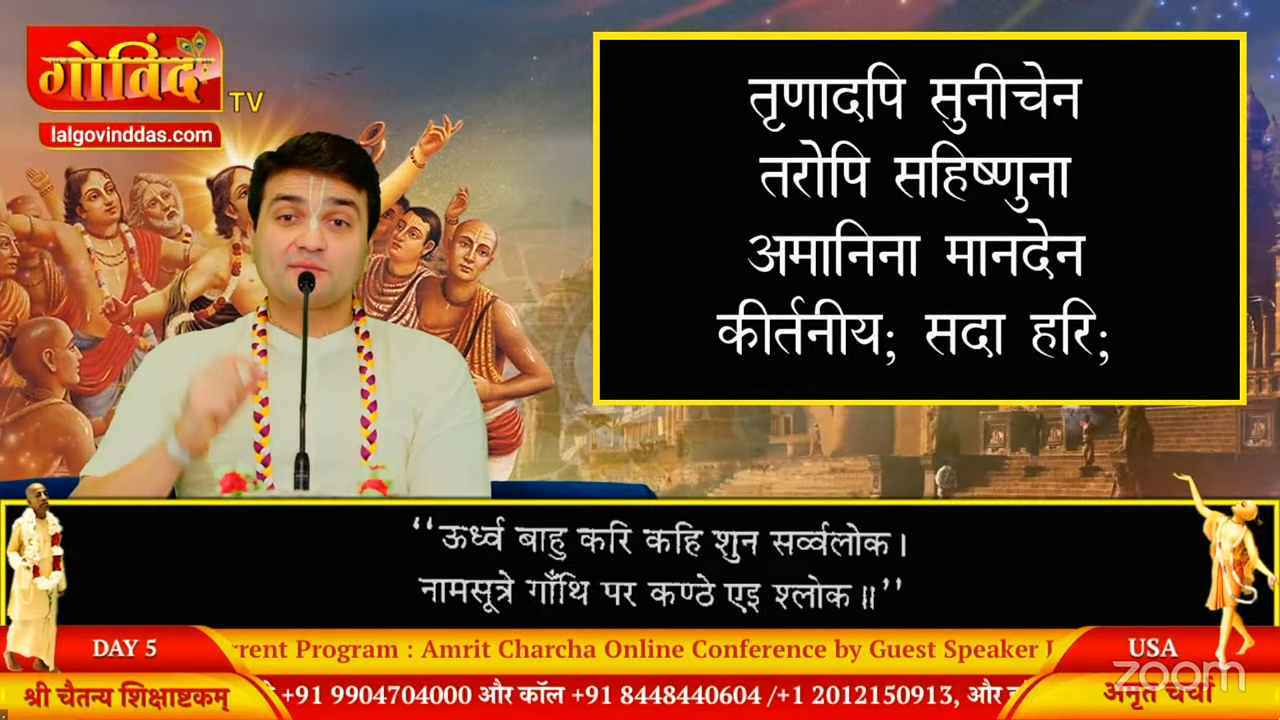 गोविंद
TV
lalgovinddas.com
तृणादपि सुनीचेन
तरोपि सहिष्णुना
अमानिना मानदेन
कीर्तनीय; सदा हरि;
“ऊर्ध्व बाहु करि कहि शुन सर्व्वलोक।
नामसूत्रे गाँथि पर कण्ठे एइ श्लोक॥”
DAY 5
Program : Amrit Charcha Online Conference by Guest Speaker
USA
श्री चैतन्य शिक्षाष्टकम्
+91 9904704000 और कॉल +91 8448440604 /+1 2012150913, और
अमृत चर्चा
zoom